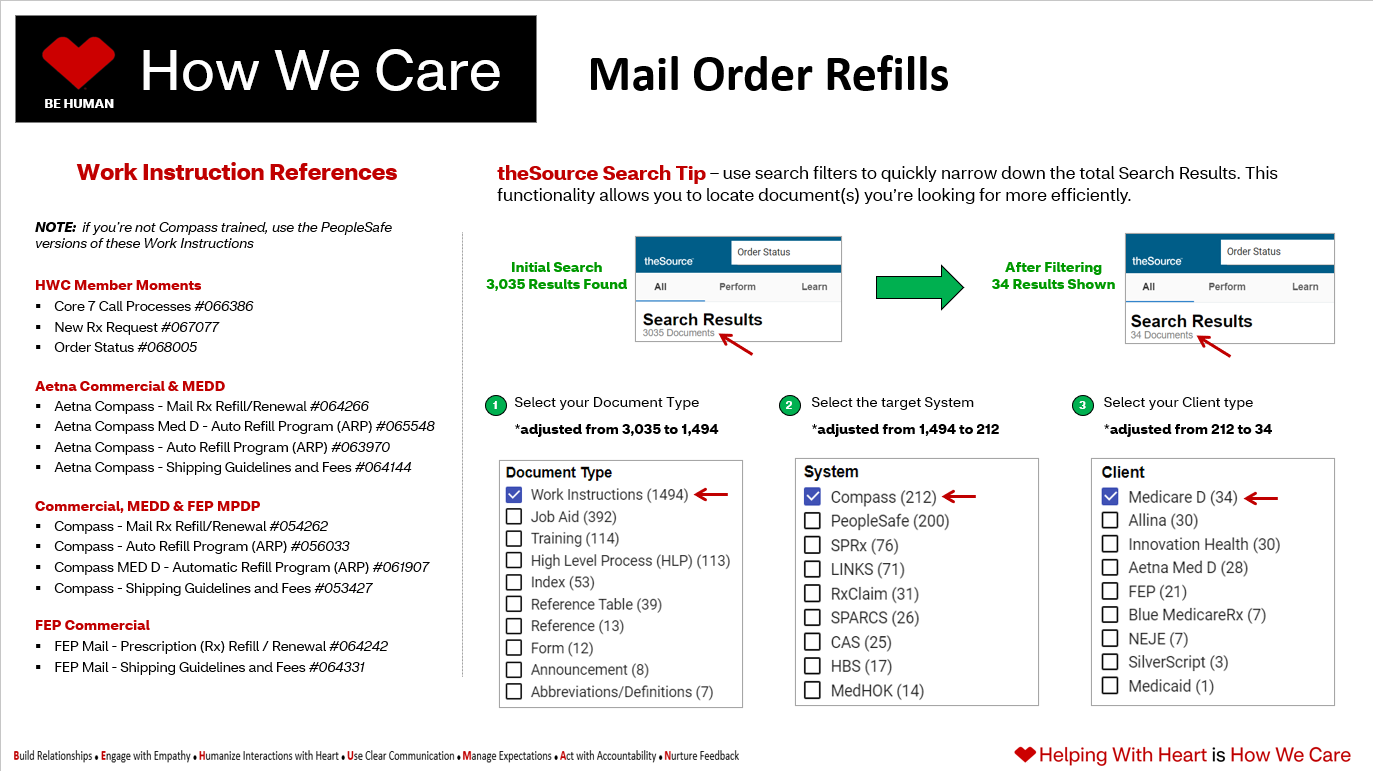 BE HUMAN
How We Care
Mail Order Refills
Work Instruction References
NOTE: if you're not Compass trained, use the PeopleSafe
versions of these Work Instructions
HWC Member Moments
▪ Core 7 Call Processes #066386
▪ New Rx Request #067077
▪ Order Status #068005
Aetna Commercial & MEDD
▪ Aetna Compass - Mail Rx Refill/Renewal #064266
▪ Aetna Compass Med D - Auto Refill Program (ARP) #065548
▪ Aetna Compass - Auto Refill Program (ARP) #063970
▪ Aetna Compass - Shipping Guidelines and Fees #064144
Commercial, MEDD & FEP MPDP
▪ Compass - Mail Rx Refill/Renewal #054262
▪ Compass - Auto Refill Program (ARP) #056033
▪ Compass MED D - Automatic Refill Program (ARP) #061907
▪ Compass - Shipping Guidelines and Fees #053427
FEP Commercial
▪ FEP Mail - Prescription (Rx) Refill / Renewal #064242
▪ FEP Mail - Shipping Guidelines and Fees #064331
theSource Search Tip – use search filters to quickly narrow down the total Search Results. This
functionality allows you to locate document(s) you're looking for more efficiently.
Initial Search
3,035 Results Found
theSource
Order Status
All Perform Learn
Search Results
3035 Documents
After Filtering
34 Results Shown
theSource
Order Status
All Perform Learn
Search Results
34 Documents
1 Select your Document Type
*adjusted from 3,035 to 1,494
Document Type
Work Instructions (1494)
Job Aid (392)
Training (114)
High Level Process (HLP) (113)
Index (53)
Reference Table (39)
Reference (13)
Form (12)
Announcement (8)
Abbreviations/Definitions (7)
2 Select the target System
*adjusted from 1,494 to 212
System
Compass (212)
PeopleSafe (200)
SPRx (76)
LINKS (71)
RxClaim (31)
SPARCS (26)
CAS (25)
HBS (17)
MedHOK (14)
3 Select your Client type
*adjusted from 212 to 34
Client
Medicare D (34)
Allina (30)
Innovation Health (30)
Aetna Med D (28)
FEP (21)
Blue MedicareRx (7)
NEJE (7)
SilverScript (3)
Medicaid (1)
Build Relationships • Engage with Empathy • Humanize Interactions with Heart • Use Clear Communication • Manage Expectations • Act with Accountability • Nurture Feedback
Helping With Heart is How We Care